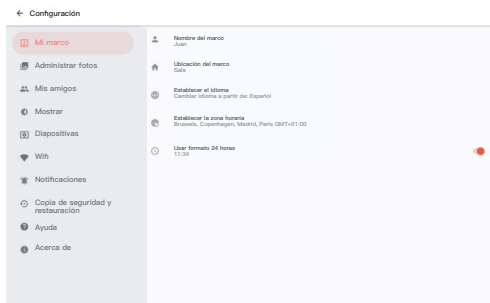 Configuración
Mi marco
Administrar fotos
Mis amigos
Mostrar
Diapositivas
Wifi
Notificaciones
Copia de seguridad y
restauración
Ayuda
Acerca de
Nombre del marco
Juan
Ubicación del marco
Sala
Establecer el idioma
Cambiar idioma a partir de: Español
Establecer la zona horaria
Brussels, Copenhagen, Madrid, Paris GMT+01:00
Usar formato 24 horas
11:34